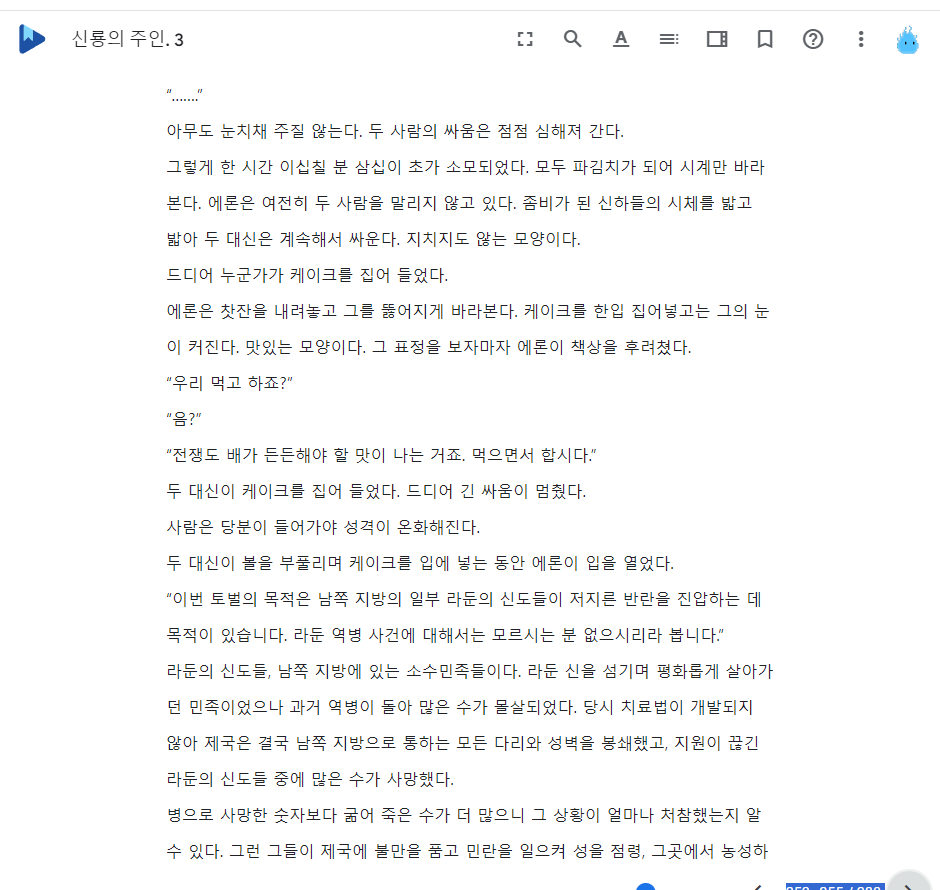 신룡의 주인. 3
“.......”
아무도 눈치채 주질 않는다. 두 사람의 싸움은 점점 심해져 간다.
그렇게 한 시간 이십칠 분 삼십이 초가 소모되었다. 모두 파김치가 되어 시계만 바라
본다. 에론은 여전히 두 사람을 말리지 않고 있다. 좀비가 된 신하들의 시체를 밟고
밟아 두 대신은 계속해서 싸운다. 지치지도 않는 모양이다.
드디어 누군가가 케이크를 집어 들었다.
에론은 찻잔을 내려놓고 그를 뚫어지게 바라본다. 케이크를 한입 집어넣고는 그의 눈
이 커진다. 맛있는 모양이다. 그 표정을 보자마자 에론이 책상을 후려쳤다.
“우리 먹고 하죠?”
“음?”
“전쟁도 배가 든든해야 할 맛이 나는 거죠. 먹으면서 합시다.”
두 대신이 케이크를 집어 들었다. 드디어 긴 싸움이 멈췄다.
사람은 당분이 들어가야 성격이 온화해진다.
두 대신이 볼을 부풀리며 케이크를 입에 넣는 동안 에론이 입을 열었다.
“이번 토벌의 목적은 남쪽 지방의 일부 라둔의 신도들이 저지른 반란을 진압하는 데
목적이 있습니다. 라둔 역병 사건에 대해서는 모르시는 분 없으시리라 봅니다.”
라둔의 신도들, 남쪽 지방에 있는 소수민족들이다. 라둔 신을 섬기며 평화롭게 살아가
던 민족이었으나 과거 역병이 돌아 많은 수가 몰살되었다. 당시 치료법이 개발되지
않아 제국은 결국 남쪽 지방으로 통하는 모든 다리와 성벽을 봉쇄했고, 지원이 끊긴
라둔의 신도들 중에 많은 수가 사망했다.
병으로 사망한 숫자보다 굶어 죽은 수가 더 많으니 그 상황이 얼마나 처참했는지 알
수 있다. 그런 그들이 제국에 불만을 품고 민란을 일으켜 성을 점령, 그곳에서 농성하